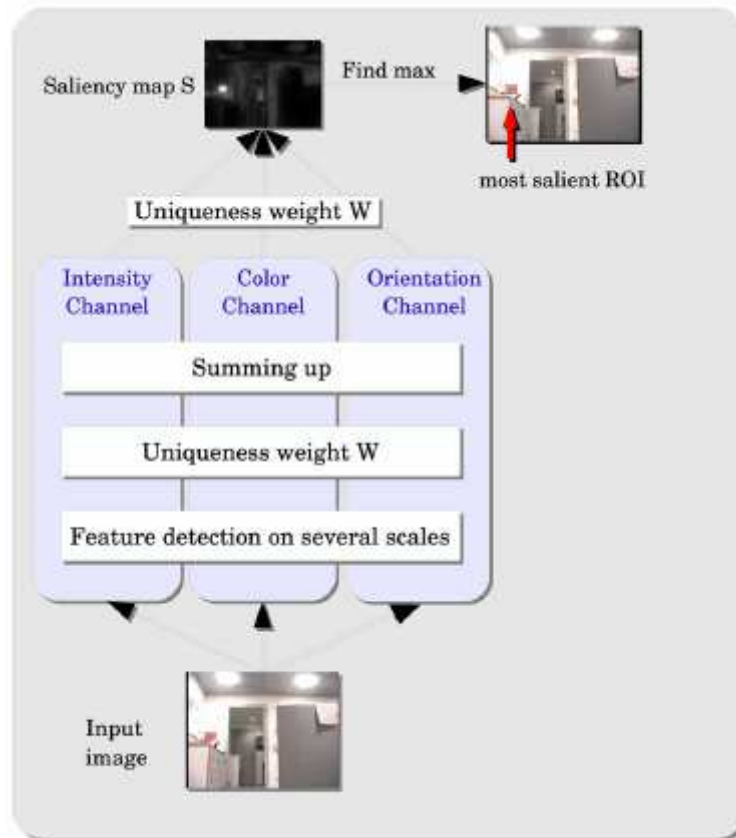 Saliency map S
Find max
most salient ROI
Uniqueness weight W
Intensity
Channel
Color
Channel
Orientation
Channel
Summing up
Uniqueness weight W
Feature detection on several scales
Input
image